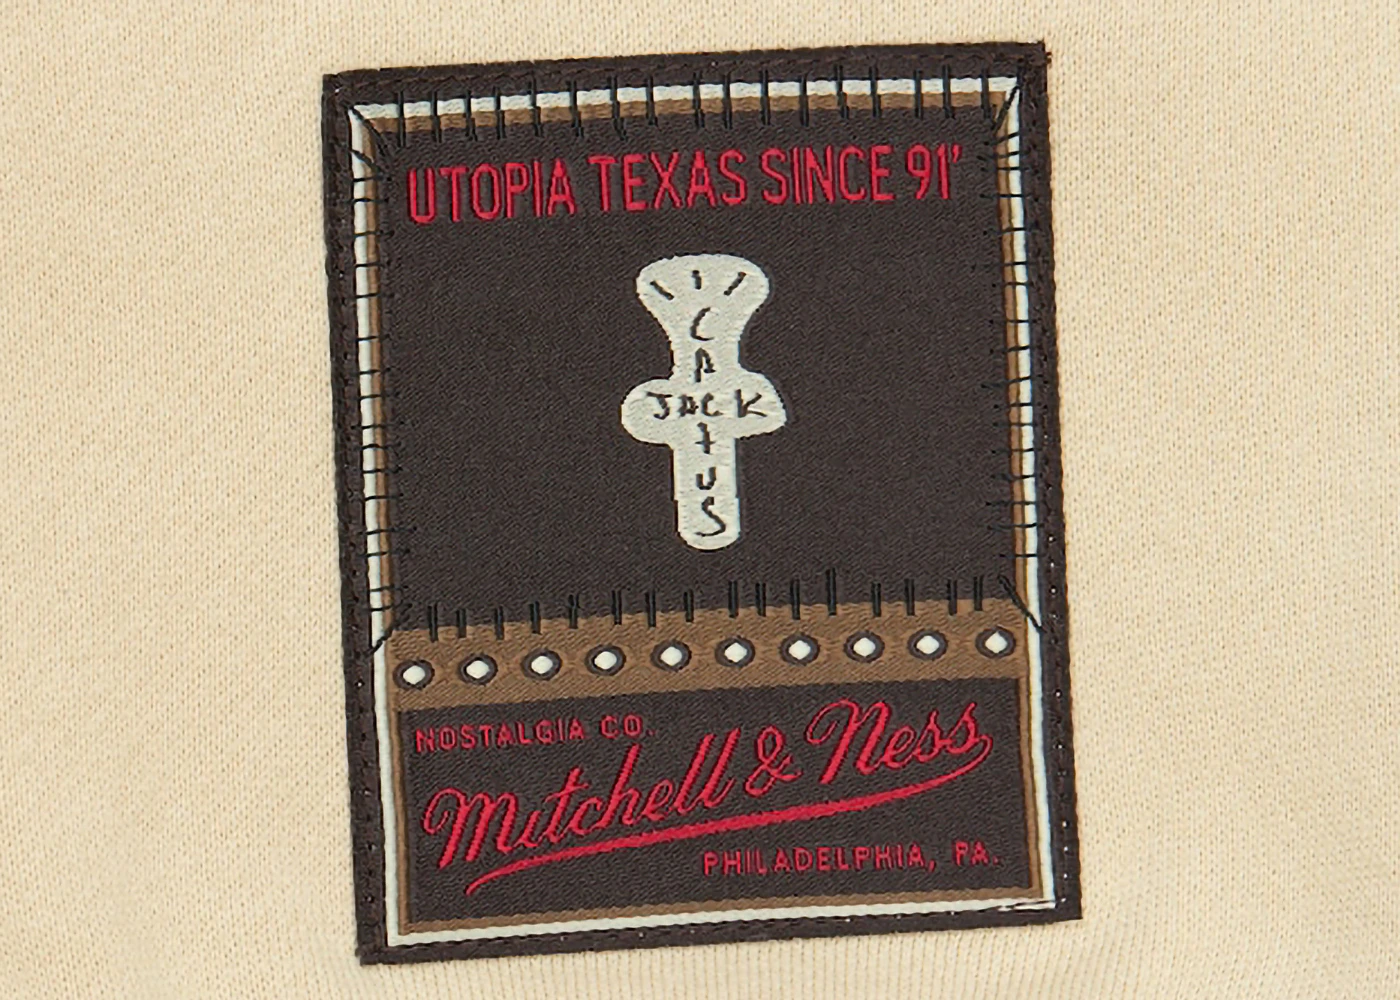 UTOPIA TEXAS SINCE 91'
CACTUS
JACK
NOSTALGIA CO.
Mitchell & Ness
PHILADELPHIA, PA.